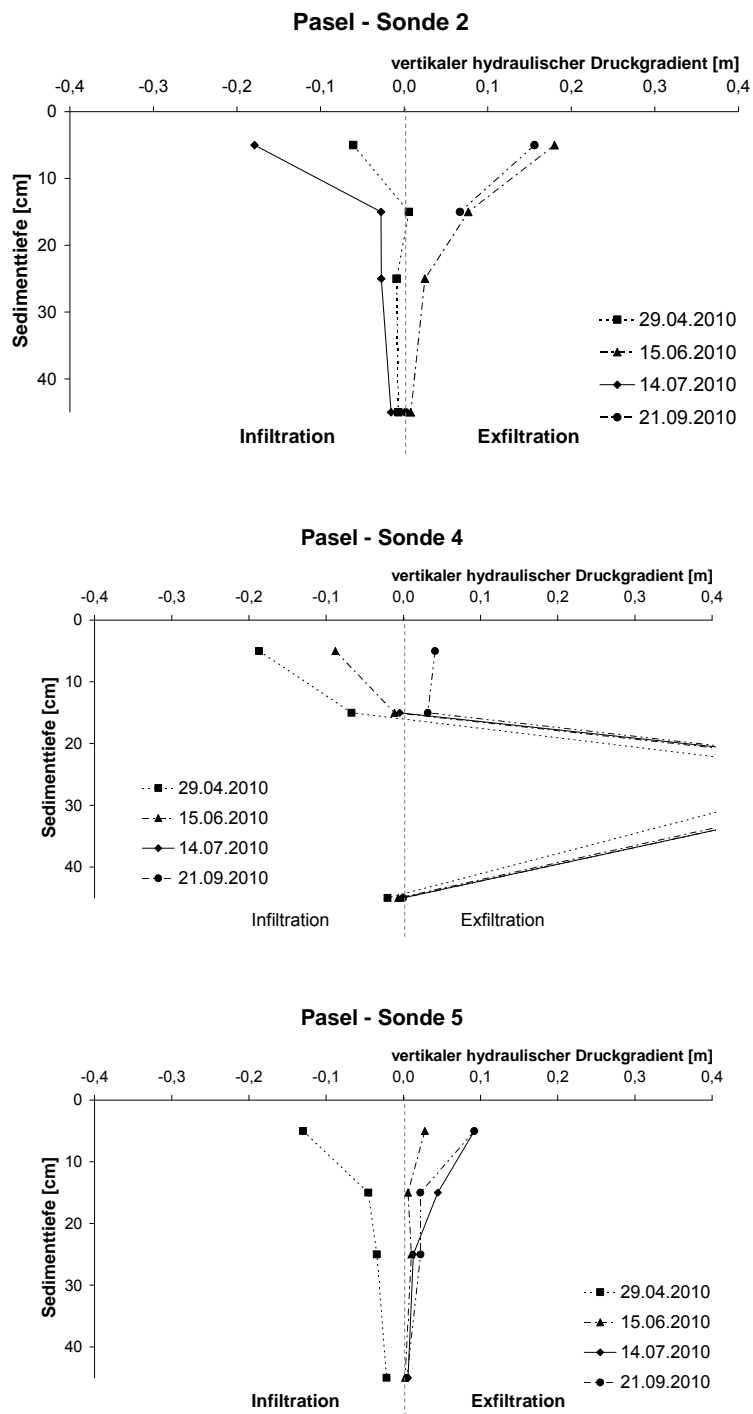 Pasel - Sonde 2
vertikaler hydraulischer Druckgradient [m]
-0,4 -0,3 -0,2 -0,1 0,0 0,1 0,2 0,3 0,4
0
10
20
30
40
Sedimenttiefe [cm]
29.04.2010
15.06.2010
14.07.2010
21.09.2010
Infiltration Exfiltration
Pasel - Sonde 4
vertikaler hydraulischer Druckgradient [m]
-0,4 -0,3 -0,2 -0,1 0,0 0,1 0,2 0,3 0,4
0
10
20
30
40
Sedimenttiefe [cm]
29.04.2010
15.06.2010
14.07.2010
21.09.2010
Infiltration Exfiltration
Pasel - Sonde 5
vertikaler hydraulischer Druckgradient [m]
-0,4 -0,3 -0,2 -0,1 0,0 0,1 0,2 0,3 0,4
0
10
20
30
40
Sedimenttiefe [cm]
29.04.2010
15.06.2010
14.07.2010
21.09.2010
Infiltration Exfiltration